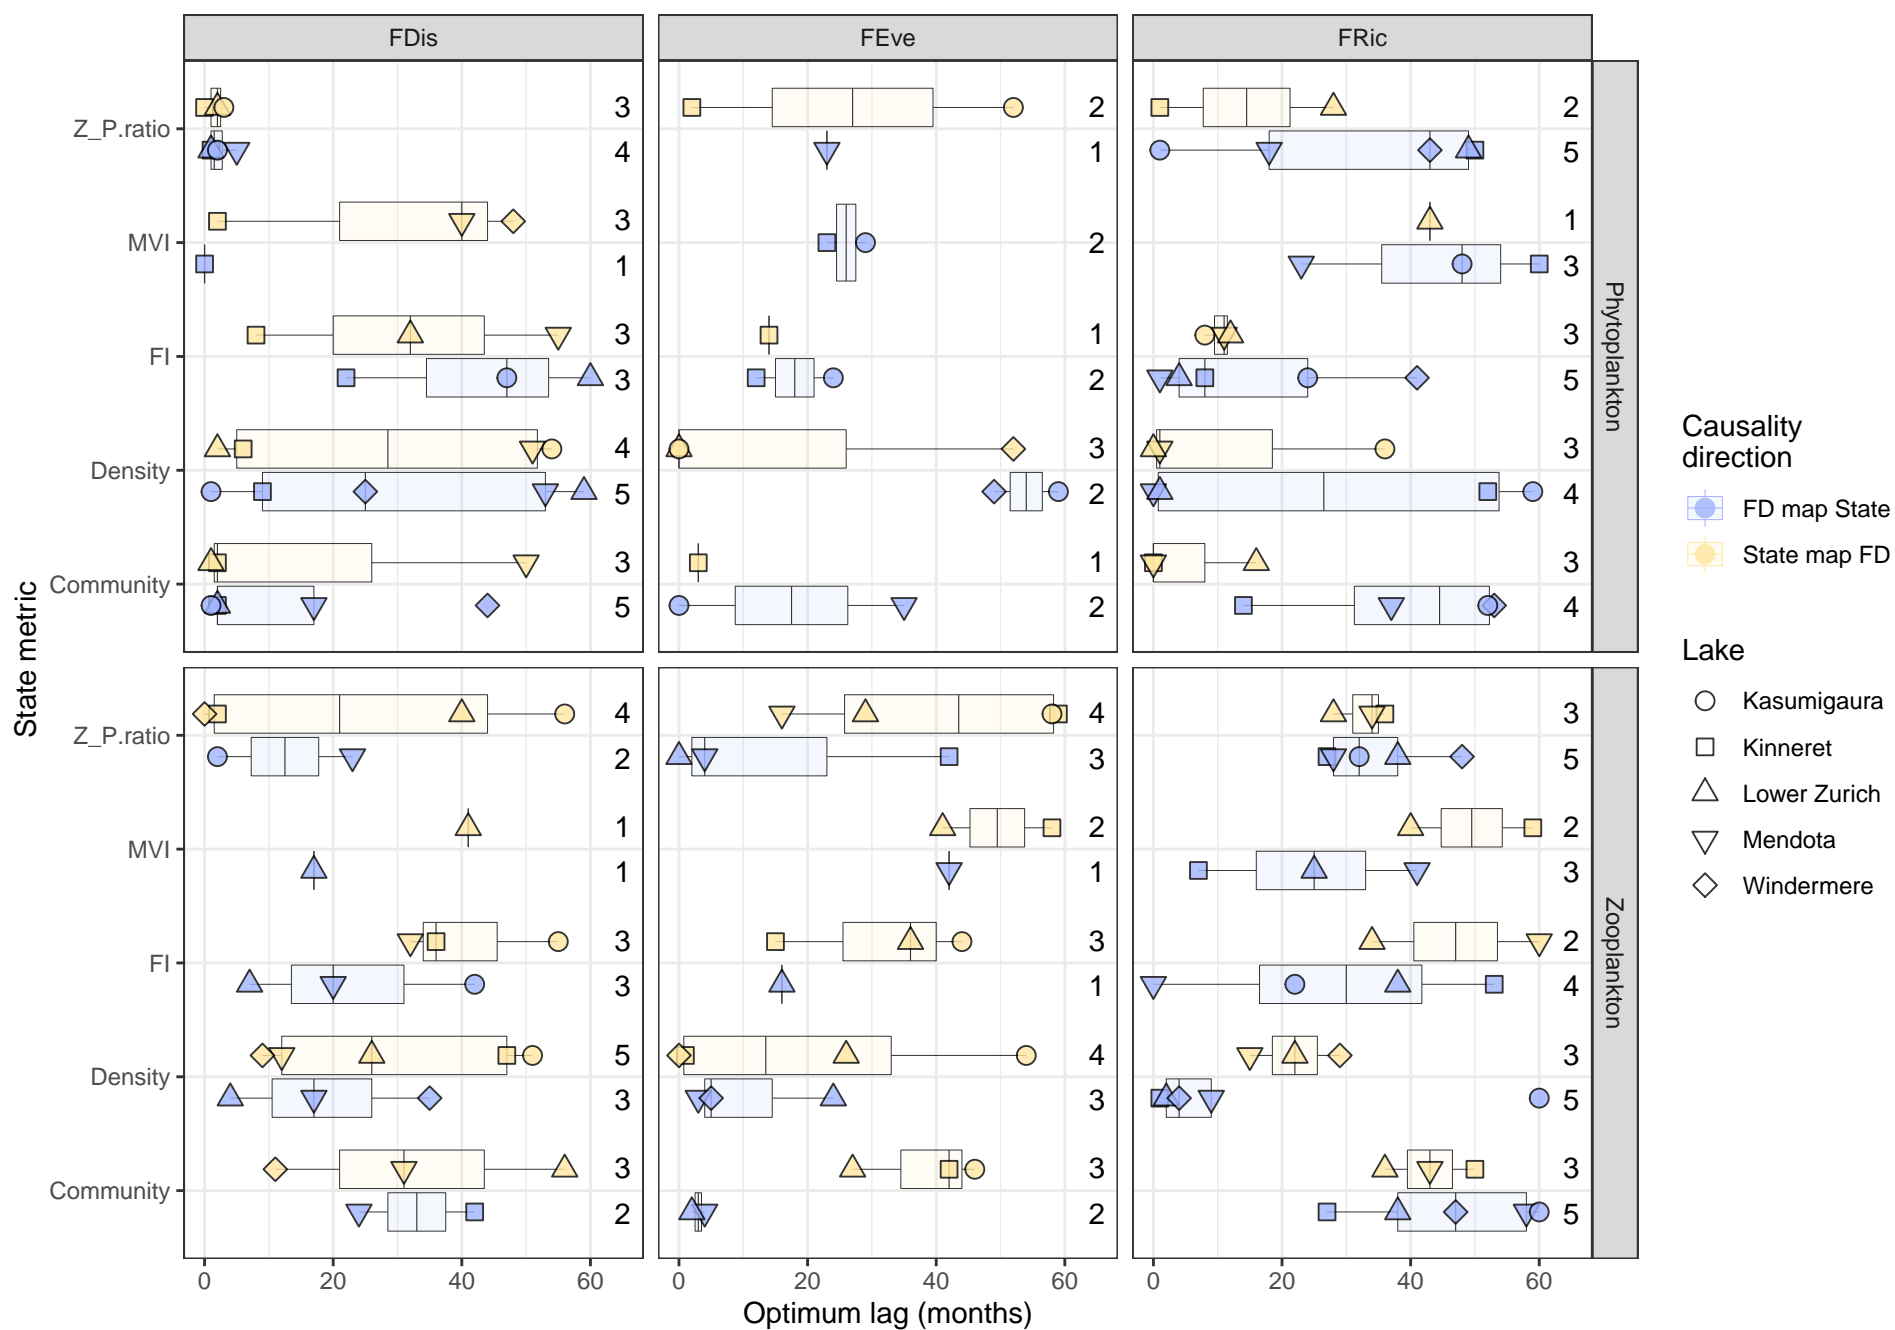 FDis FEve FRic
Z_P.ratio 3 2 2
4 1 5
MVI 3 2 1
1 3
FI 3 1 3
3 2 5
Density 4 3 3
5 2 4
Community 3 1 3
5 2 4
Phytoplankton
Z_P.ratio 4 4 3
2 3 5
MVI 1 2 2
1 1 3
FI 3 3 2
3 1 4
Density 5 4 3
3 3 5
Community 3 3 3
2 2 5
Zooplankton
0 20 40 60 0 20 40 60 0 20 40 60
Optimum lag (months)
State metric
Causality
direction
FD map State
State map FD
Lake
Kasumigaura
Kinneret
Lower Zurich
Mendota
Windermere